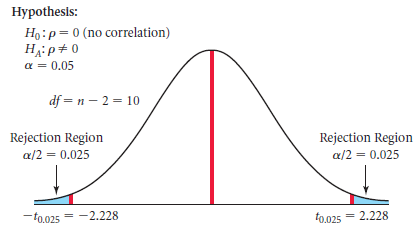 Hypothesis:
H₀: ρ = 0 (no correlation)
H_A: ρ ≠ 0
α = 0.05
df = n − 2 = 10
Rejection Region
α/2 = 0.025
Rejection Region
α/2 = 0.025
−t₀.₀₂₅ = −2.228
t₀.₀₂₅ = 2.228